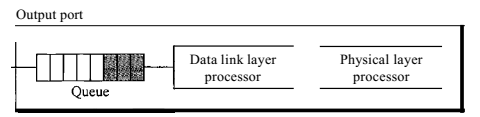 Output port
Data link layer
processor
Physical layer
processor
Queue